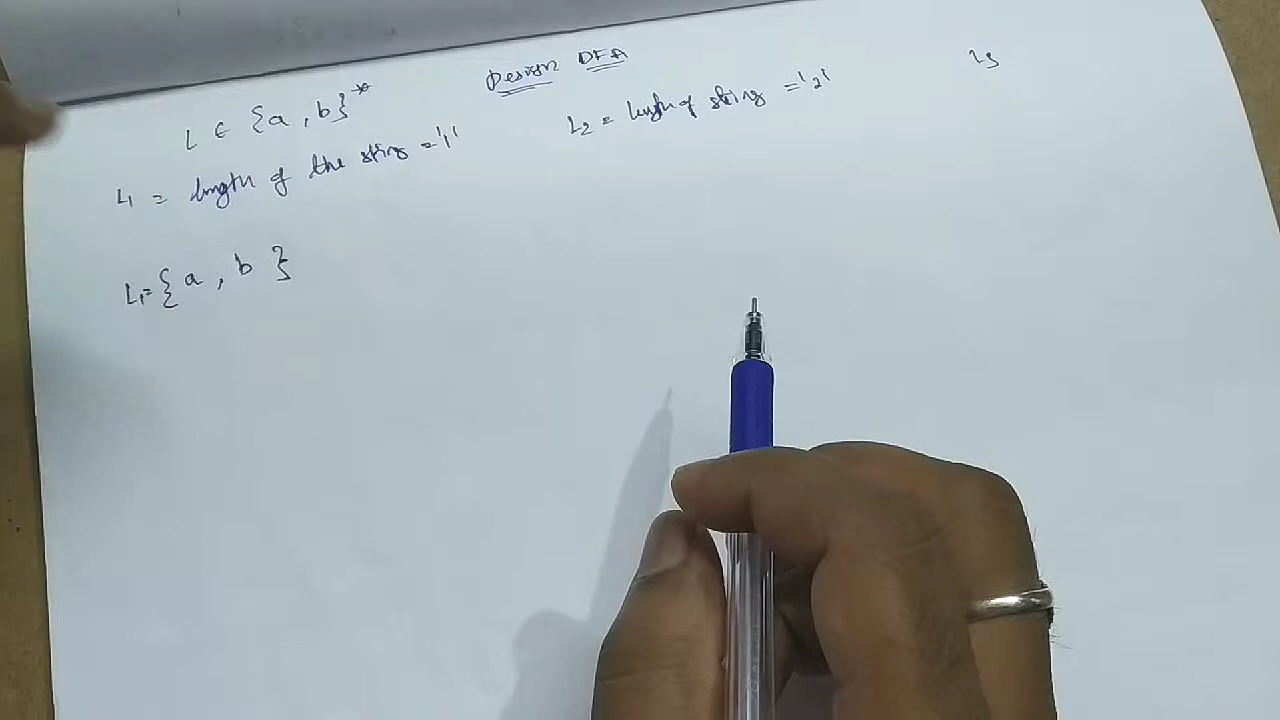 Design DFA
L ∈ {a, b}*
L1 = length of the string = '1'
L2 = length of string = '2'
L3
L1 = {a, b}